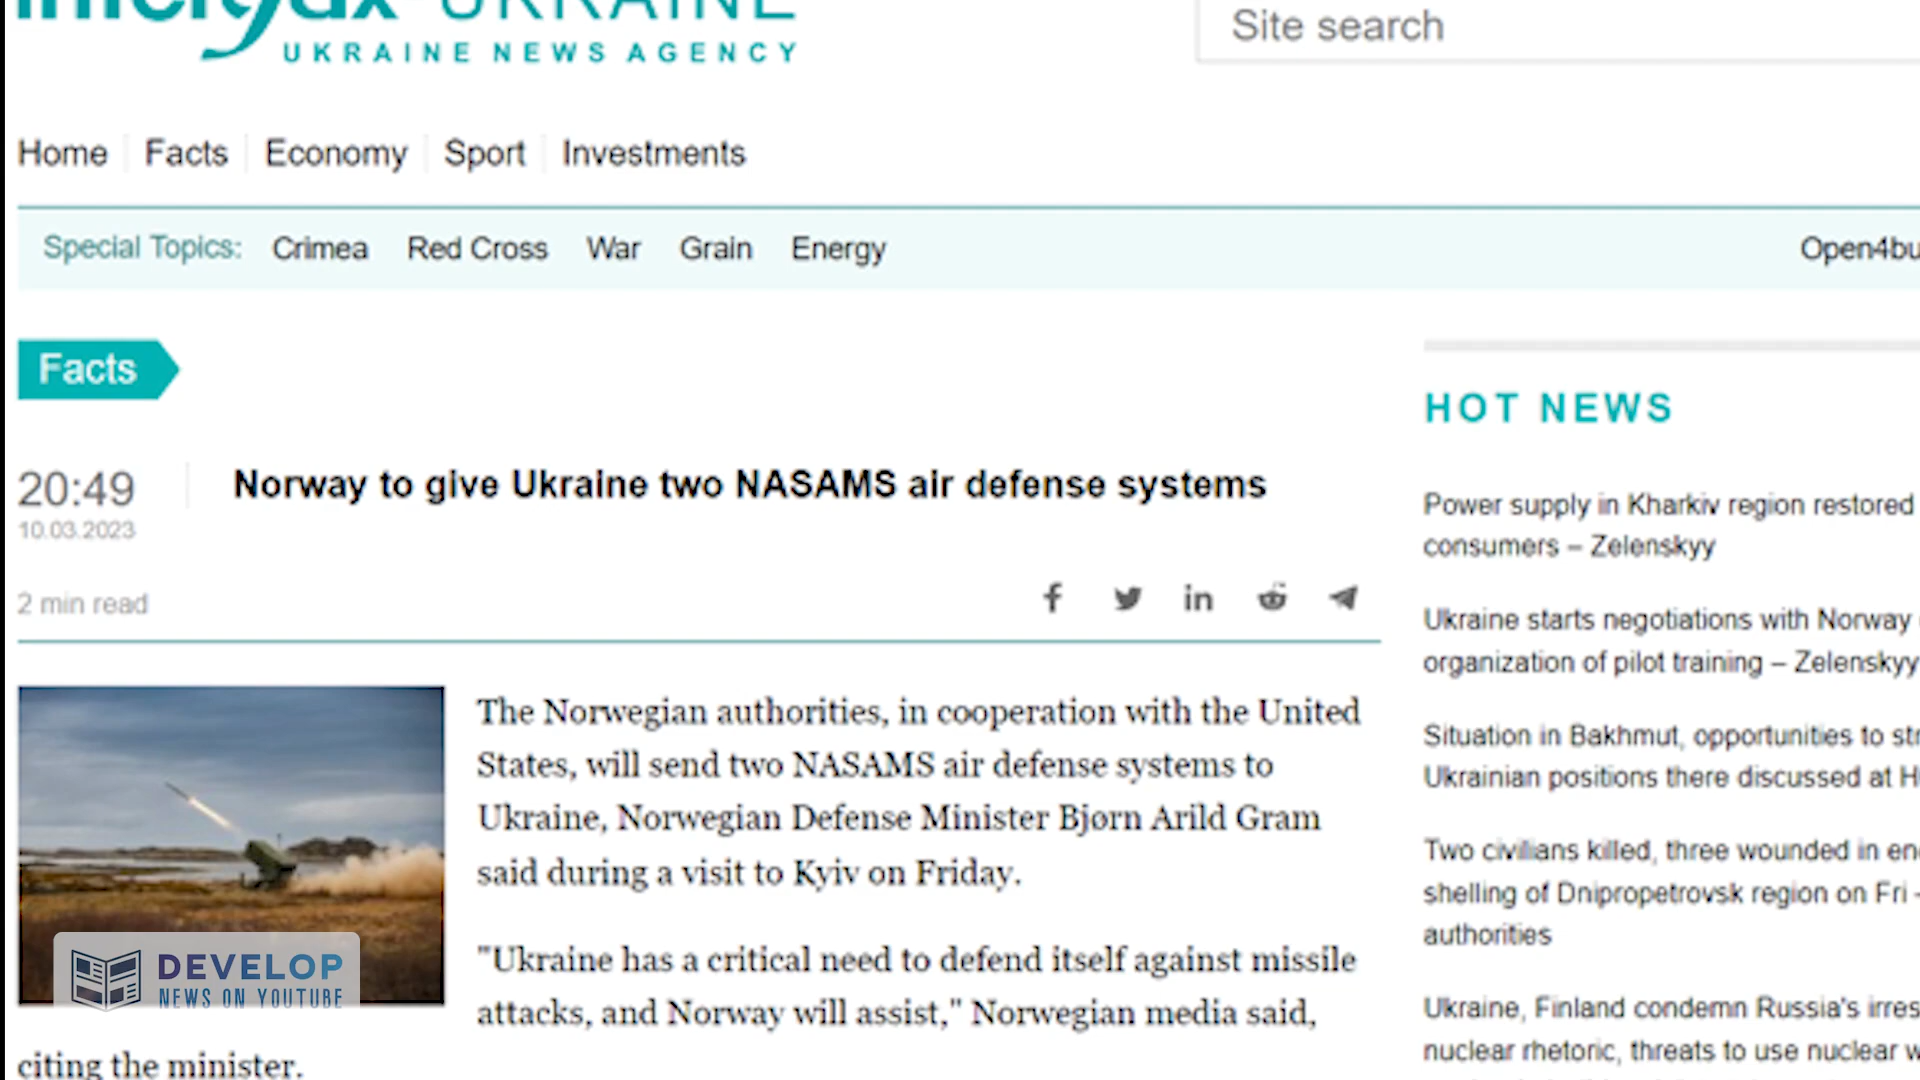 UKRAINE
UKRAINE NEWS AGENCY
Site search
Home Facts Economy Sport Investments
Special Topics: Crimea Red Cross War Grain Energy
Facts
20:49
10.03.2023
Norway to give Ukraine two NASAMS air defense systems
2 min read
The Norwegian authorities, in cooperation with the United
States, will send two NASAMS air defense systems to
Ukraine, Norwegian Defense Minister Bjørn Arild Gram
said during a visit to Kyiv on Friday.
"Ukraine has a critical need to defend itself against missile
attacks, and Norway will assist," Norwegian media said,
citing the minister.
DEVELOP
NEWS ON YOUTUBE
HOT NEWS
Power supply in Kharkiv region restored
consumers – Zelenskyy
Ukraine starts negotiations with Norway
organization of pilot training – Zelenskyy
Situation in Bakhmut, opportunities to
Ukrainian positions there discussed at
Two civilians killed, three wounded in
shelling of Dnipropetrovsk region on Fri -
authorities
Ukraine, Finland condemn Russia's
nuclear rhetoric, threats to use nuclear